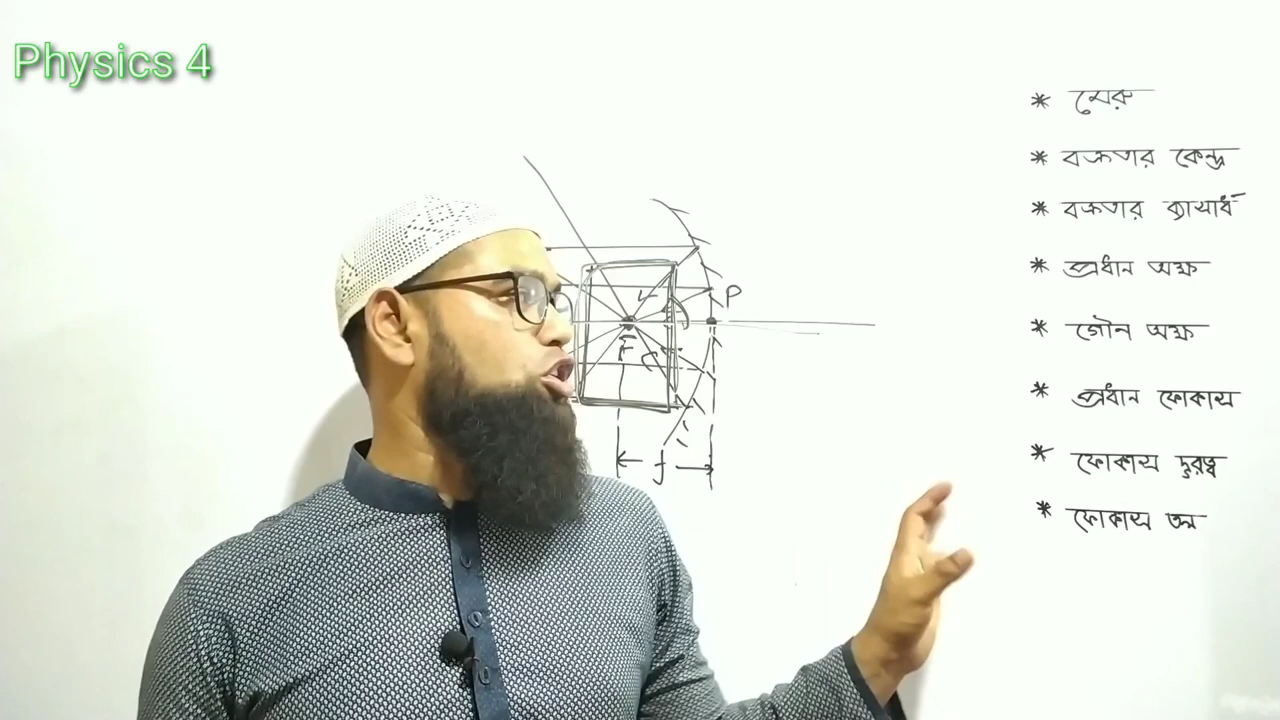 Physics 4
* মেরু
* বক্রতার কেন্দ্র
* বক্রতার ব্যাসার্ধ
* প্রধান অক্ষ
* গৌন অক্ষ
* প্রধান ফোকাস
* ফোকাস দুরত্ব
* ফোকাস তল
P
F
C
f